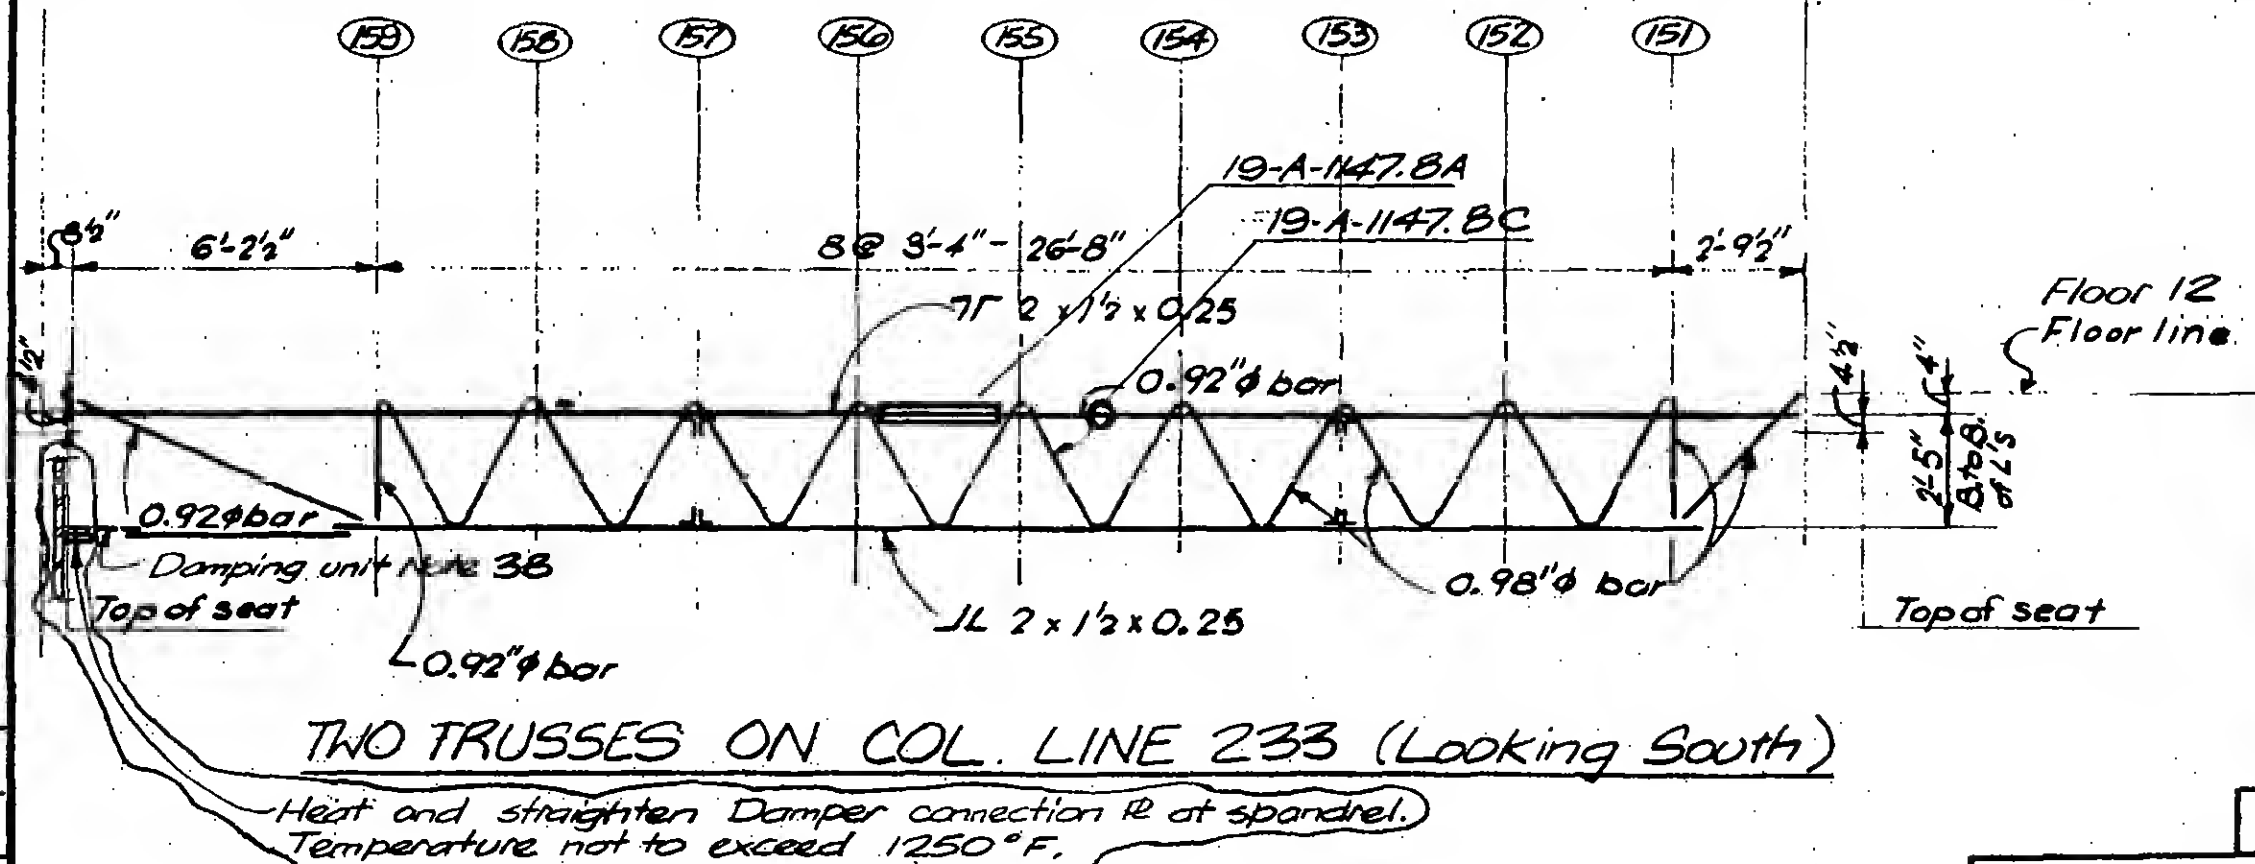 159 158 157 156 155 154 153 152 151
19-A-1147.8A
19-A-1147.8C
8½" 6'-2½" 8 @ 3'-4" - 26'-8" 2'-9½"
⅂Γ 2 x 1½ x 0.25
Floor 12
Floor line
½" 4½" 4"
0.92"φ bar
2'-5"
B. to B.
of L's
0.92φ bar
Damping unit Note 38
Top of seat
0.98"φ bar
Top of seat
⅃L 2 x 1½ x 0.25
0.92"φ bar
TWO TRUSSES ON COL. LINE 233 (Looking South)
Heat and straighten Damper connection ℞ at spandrel.
Temperature not to exceed 1250°F.